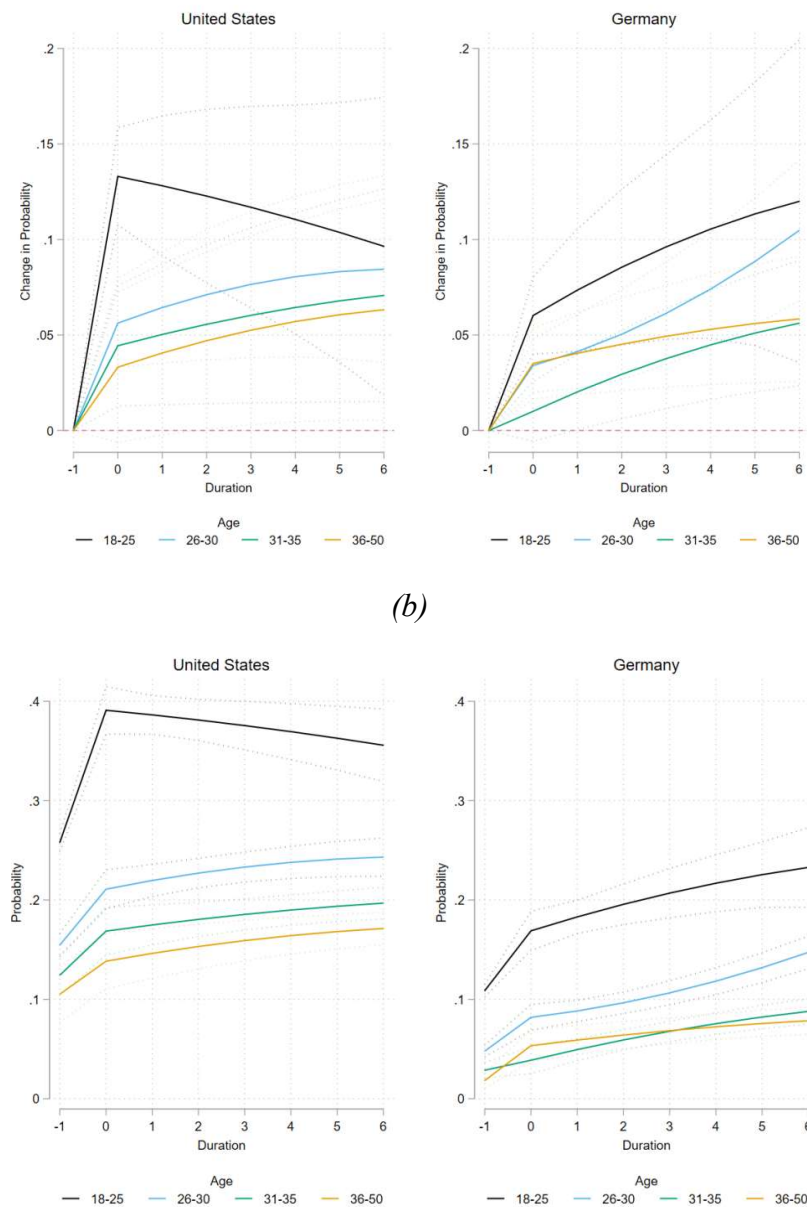 United States
Germany
Change in Probability
.2
.15
.1
.05
0
-1 0 1 2 3 4 5 6
Duration
Change in Probability
.2
.15
.1
.05
0
-1 0 1 2 3 4 5 6
Duration
Age
18-25 26-30 31-35 36-50
Age
18-25 26-30 31-35 36-50
(b)
United States
Germany
Probability
.4
.3
.2
.1
0
-1 0 1 2 3 4 5 6
Duration
Probability
.4
.3
.2
.1
0
-1 0 1 2 3 4 5 6
Duration
Age
18-25 26-30 31-35 36-50
Age
18-25 26-30 31-35 36-50